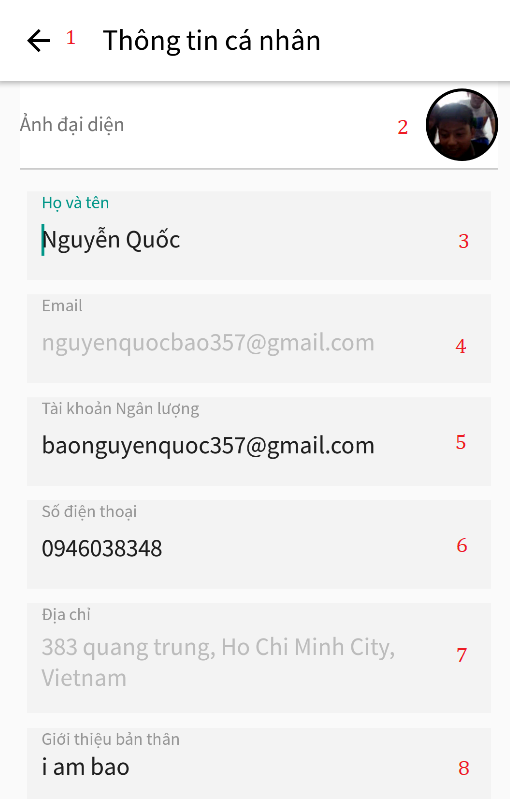 1 Thông tin cá nhân
Ảnh đại diện 2
Họ và tên
Nguyễn Quốc 3
Email
nguyenquocbao357@gmail.com 4
Tài khoản Ngân lượng
baonguyenquoc357@gmail.com 5
Số điện thoại
0946038348 6
Địa chỉ
383 quang trung, Ho Chi Minh City, 7
Vietnam
Giới thiệu bản thân
i am bao 8